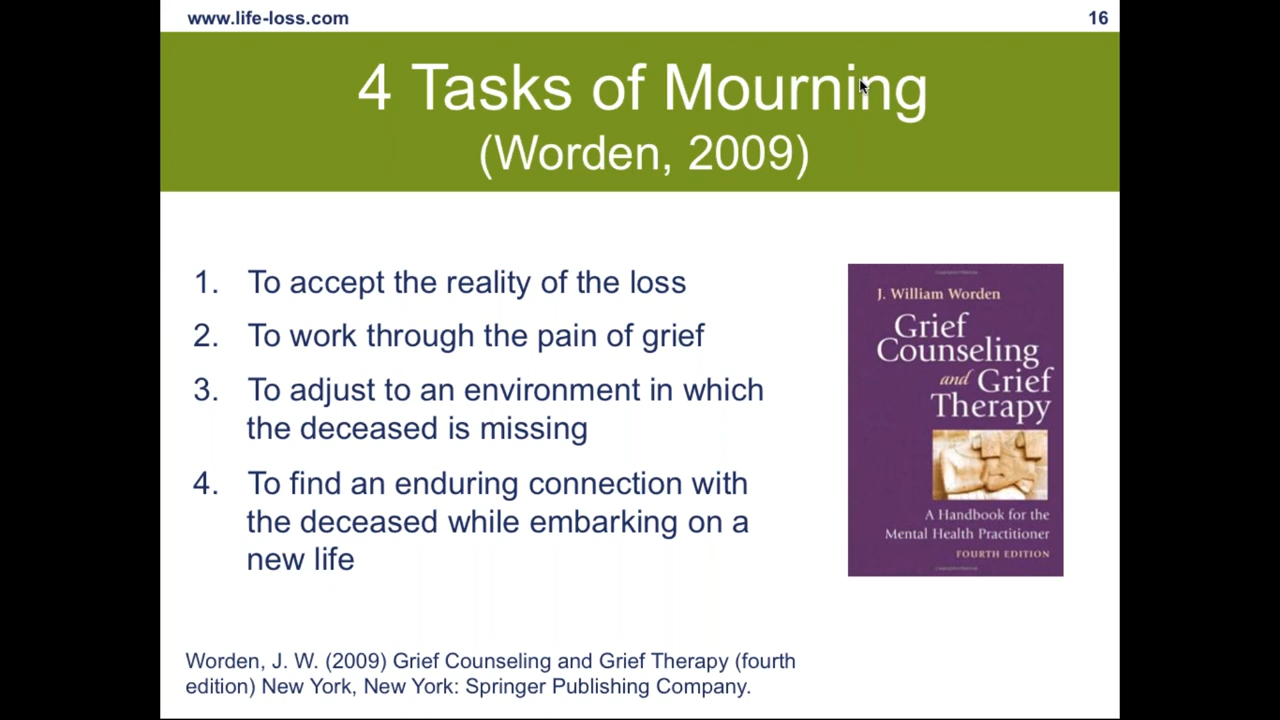 www.life-loss.com 16
4 Tasks of Mourning
(Worden, 2009)
1. To accept the reality of the loss
2. To work through the pain of grief
3. To adjust to an environment in which
the deceased is missing
4. To find an enduring connection with
the deceased while embarking on a
new life
J. William Worden
Grief
Counseling
and Grief
Therapy
A Handbook for the
Mental Health Practitioner
FOURTH EDITION
Worden, J. W. (2009) Grief Counseling and Grief Therapy (fourth
edition) New York, New York: Springer Publishing Company.